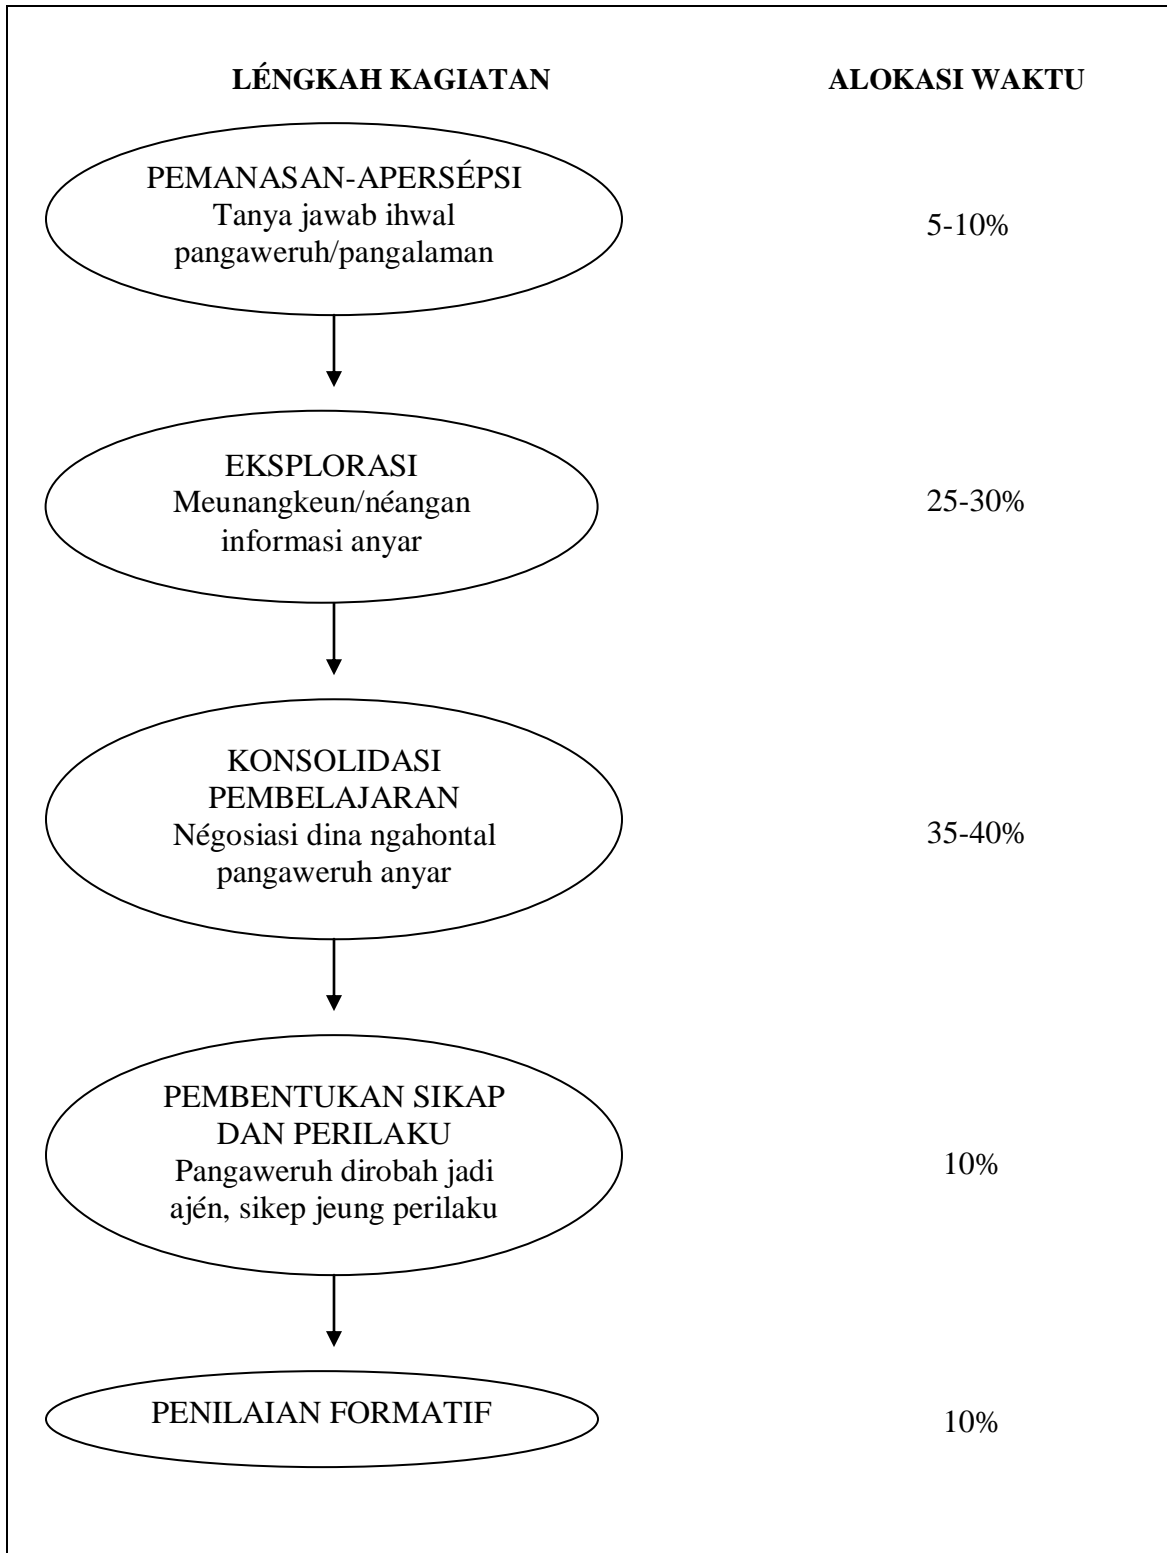 LÉNGKAH KAGIATAN ALOKASI WAKTU
PEMANASAN-APERSÉPSI
Tanya jawab ihwal
pangaweruh/pangalaman
5-10%
EKSPLORASI
Meunangkeun/néangan
informasi anyar
25-30%
KONSOLIDASI
PEMBELAJARAN
Négosiasi dina ngahontal
pangaweruh anyar
35-40%
PEMBENTUKAN SIKAP
DAN PERILAKU
Pangaweruh dirobah jadi
ajén, sikep jeung perilaku
10%
PENILAIAN FORMATIF
10%